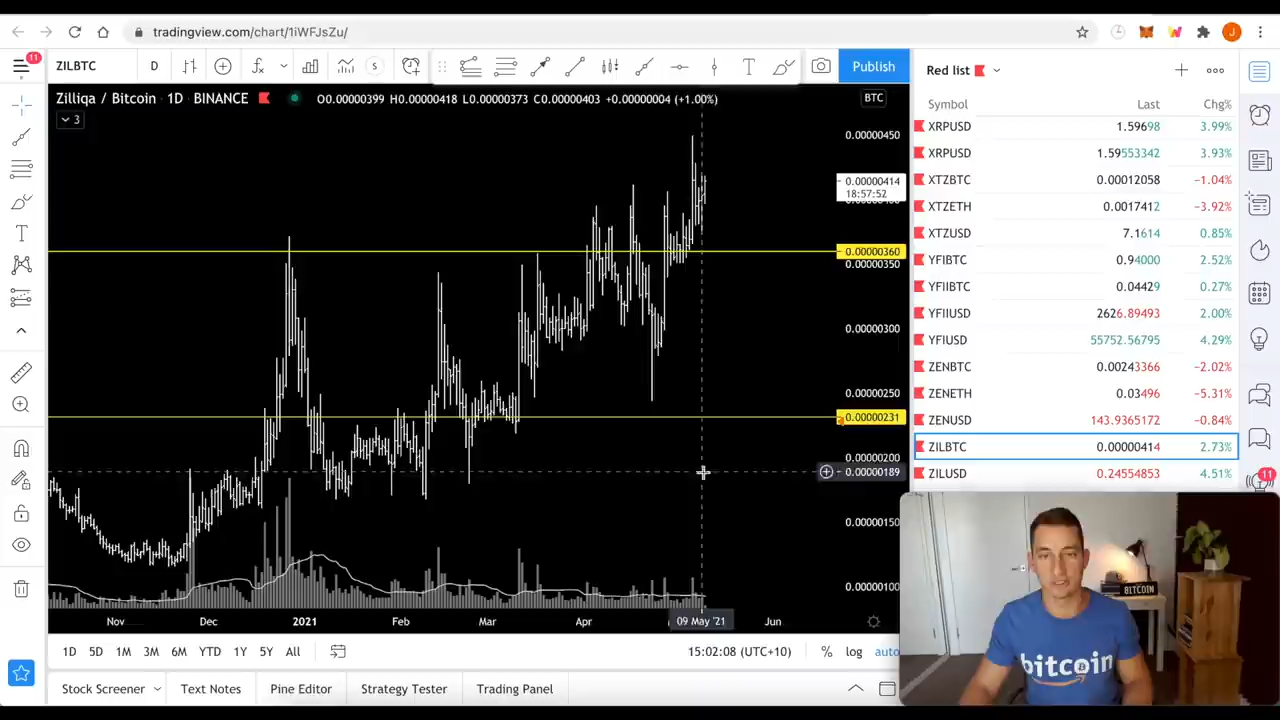 tradingview.com/chart/1iWFJsZu/
11
ZILBTC
D
S
T
Publish
Red list
Zilliqa / Bitcoin · 1D · BINANCE
O0.00000399 H0.00000418 L0.00000373 C0.00000403 +0.00000004 (+1.00%)
BTC
3
Symbol Last Chg%
XRPUSD 1.59698 3.99%
XRPUSD 1.59553342 3.93%
XTZBTC 0.00012058 −1.04%
XTZETH 0.0017412 −3.92%
XTZUSD 7.1614 0.85%
YFIBTC 0.94000 2.52%
YFIIBTC 0.04429 0.27%
YFIIUSD 2626.89493 2.00%
YFIUSD 55752.56795 4.29%
ZENBTC 0.00243366 −2.02%
ZENETH 0.03496 −5.31%
ZENUSD 143.9365172 −0.84%
ZILBTC 0.00000414 2.73%
ZILUSD 0.24554853 4.51%
0.00000450
0.00000414
18:57:52
0.00000360
0.00000350
0.00000300
0.00000250
0.00000231
0.00000200
0.00000189
0.00000150
0.00000100
Nov Dec 2021 Feb Mar Apr 09 May '21 Jun
1D 5D 1M 3M 6M YTD 1Y 5Y All
15:02:08 (UTC+10) % log auto
Stock Screener Text Notes Pine Editor Strategy Tester Trading Panel
T
J
11
BITCOIN
bitcoin